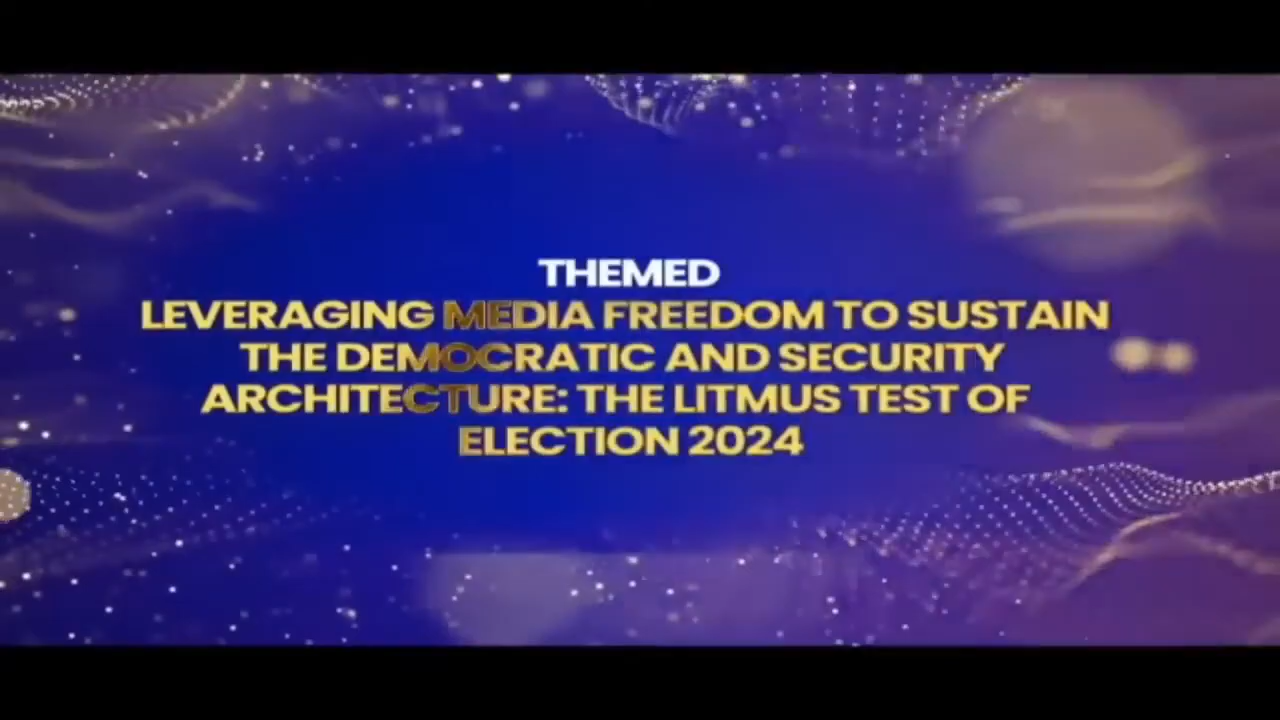 THEMED
LEVERAGING MEDIA FREEDOM TO SUSTAIN
THE DEMOCRATIC AND SECURITY
ARCHITECTURE: THE LITMUS TEST OF
ELECTION 2024